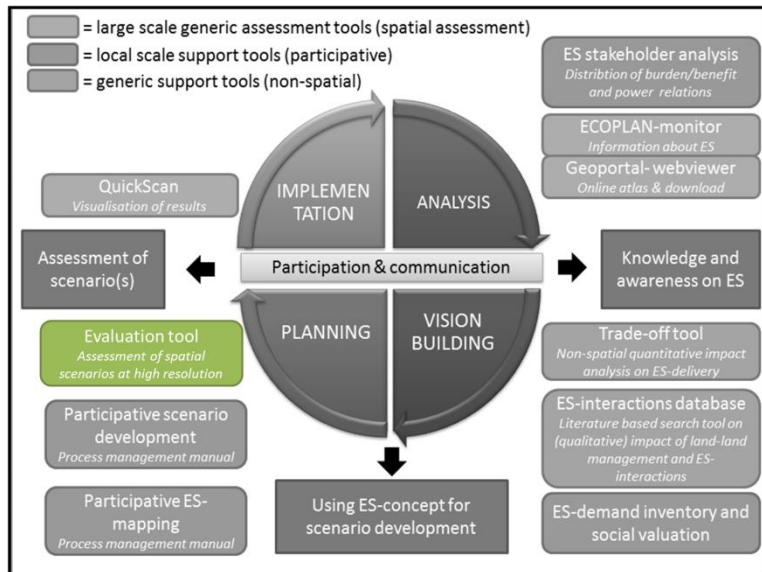 = large scale generic assessment tools (spatial assessment)
= local scale support tools (participative)
= generic support tools (non-spatial)
ES stakeholder analysis
Distribtion of burden/benefit
and power relations
ECOPLAN-monitor
Information about ES
Geoportal- webviewer
Online atlas & download
QuickScan
Visualisation of results
IMPLEMEN
TATION
ANALYSIS
Assessment of
scenario(s)
Participation & communication
Knowledge and
awareness on ES
PLANNING
VISION
BUILDING
Evaluation tool
Assessment of spatial
scenarios at high resolution
Trade-off tool
Non-spatial quantitative impact
analysis on ES-delivery
Participative scenario
development
Process management manual
ES-interactions database
Literature based search tool on
(qualitative) impact of land-land
management and ES-
interactions
Participative ES-
mapping
Process management manual
Using ES-concept for
scenario development
ES-demand inventory and
social valuation